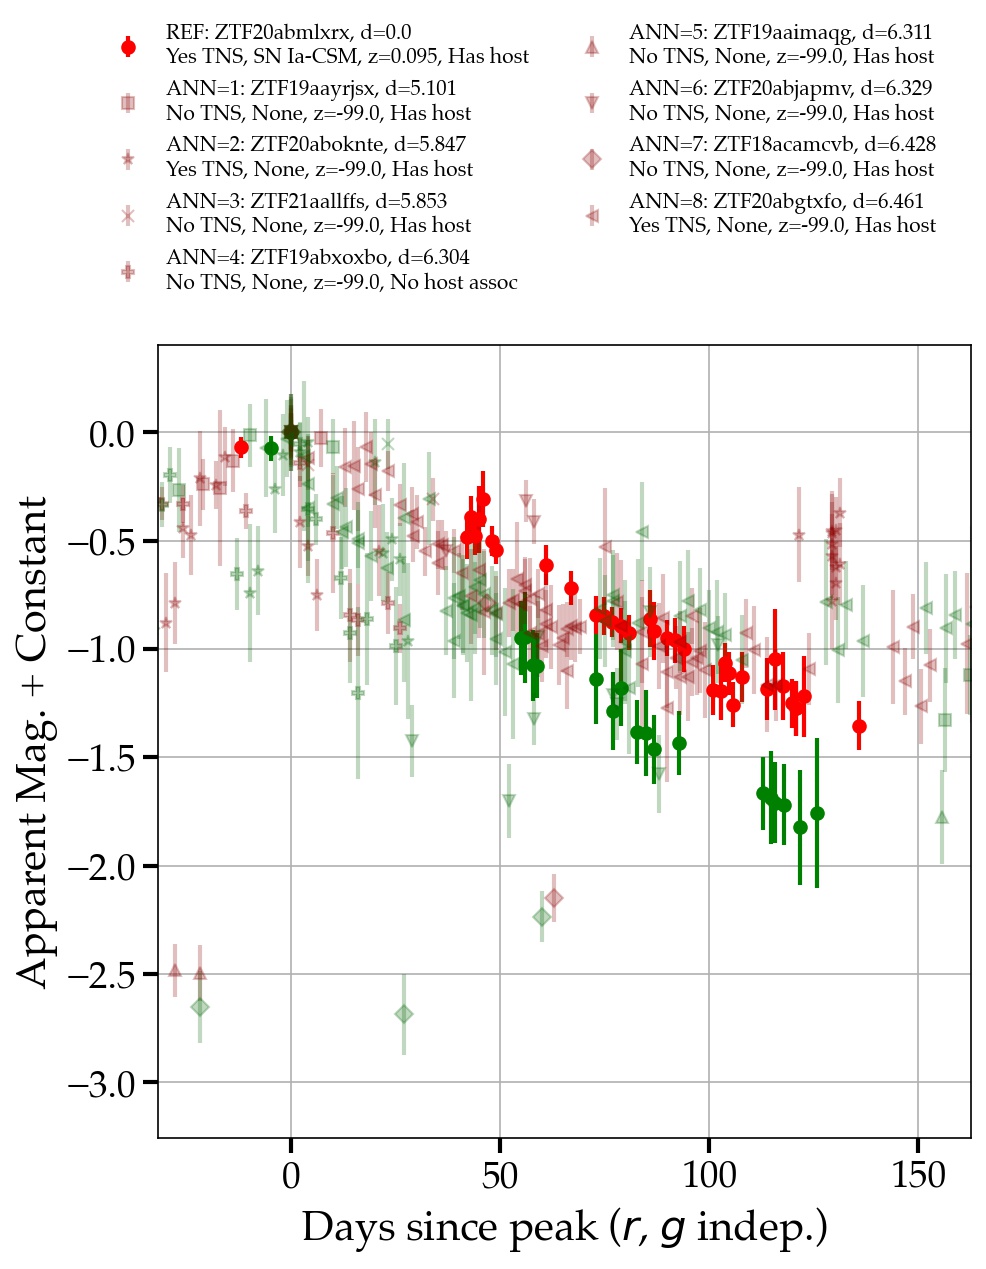 REF: ZTF20abmlxrx, d=0.0
Yes TNS, SN Ia-CSM, z=0.095, Has host
ANN=1: ZTF19aayrjsx, d=5.101
No TNS, None, z=-99.0, Has host
ANN=2: ZTF20aboknte, d=5.847
Yes TNS, None, z=-99.0, Has host
ANN=3: ZTF21aallffs, d=5.853
No TNS, None, z=-99.0, Has host
ANN=4: ZTF19abxoxbo, d=6.304
No TNS, None, z=-99.0, No host assoc
ANN=5: ZTF19aaimaqg, d=6.311
No TNS, None, z=-99.0, Has host
ANN=6: ZTF20abjapmv, d=6.329
No TNS, None, z=-99.0, Has host
ANN=7: ZTF18acamcvb, d=6.428
No TNS, None, z=-99.0, Has host
ANN=8: ZTF20abgtxfo, d=6.461
Yes TNS, None, z=-99.0, Has host
Apparent Mag. + Constant
0.0
−0.5
−1.0
−1.5
−2.0
−2.5
−3.0
0
50
100
150
Days since peak (r, g indep.)